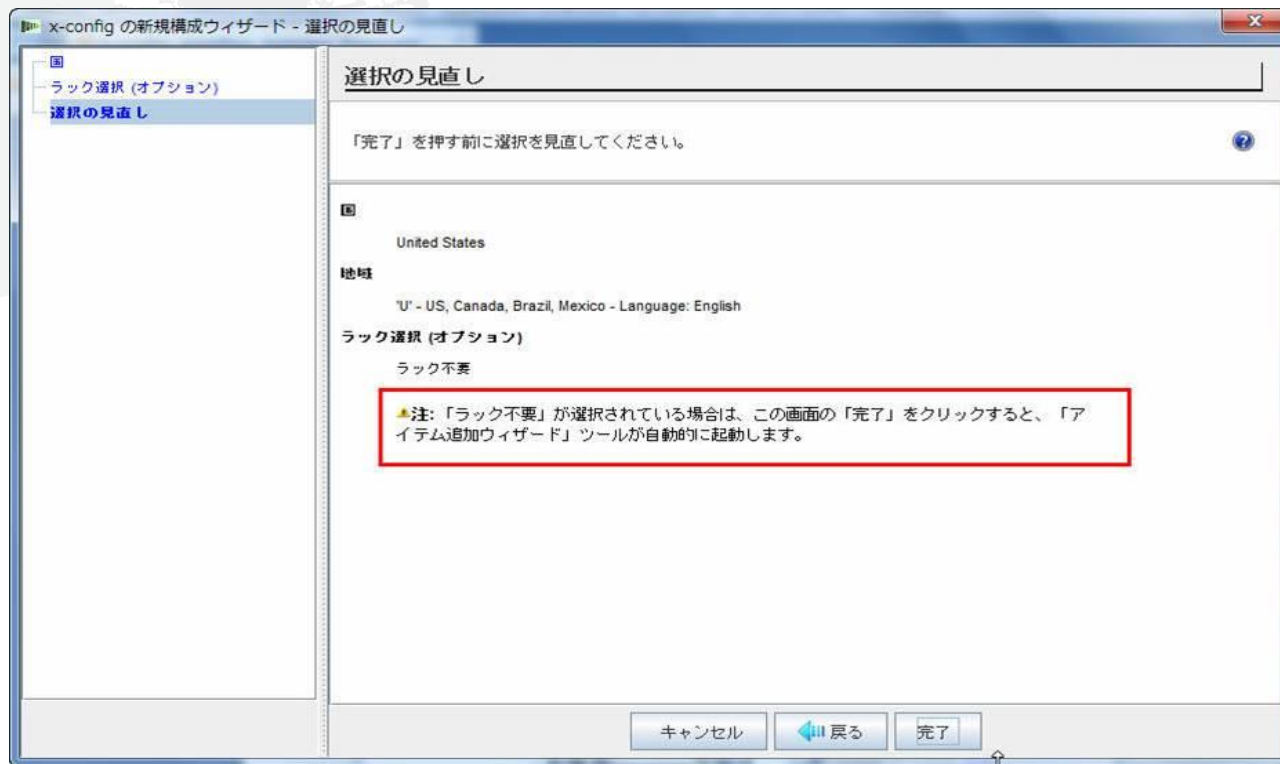 x-config の新規構成ウィザード - 選択の見直し
国
ラック選択 (オプション)
選択の見直し
選択の見直し
「完了」を押す前に選択を見直してください。
国
United States
地域
'U' - US, Canada, Brazil, Mexico - Language: English
ラック選択 (オプション)
ラック不要
注:「ラック不要」が選択されている場合は、この画面の「完了」をクリックすると、「ア
イテム追加ウィザード」ツールが自動的に起動します。
キャンセル
戻る
完了